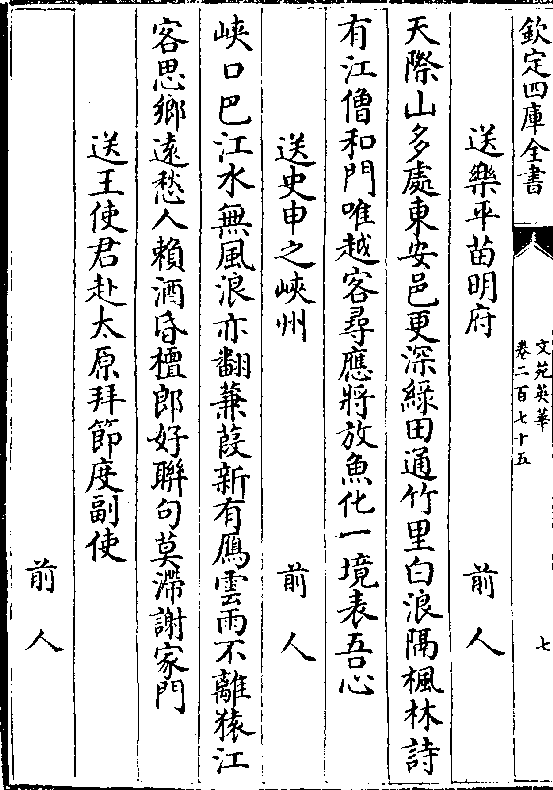 欽定四庫全書
文苑英華
卷二百七十五
七
送樂平苗明府 前人
天際山多處東安邑更深綠田通竹里白浪隔楓林詩
有江僧和門唯越客尋應將放魚化一境表吾心
送史申之峽州 前人
峽口巴江水無風浪亦翻蒹葭新有鴈雲雨不離猿江
客思鄉遠愁人賴酒昏檀郎好聯句莫滯謝家門
送王使君赴太原拜節度副使
前人